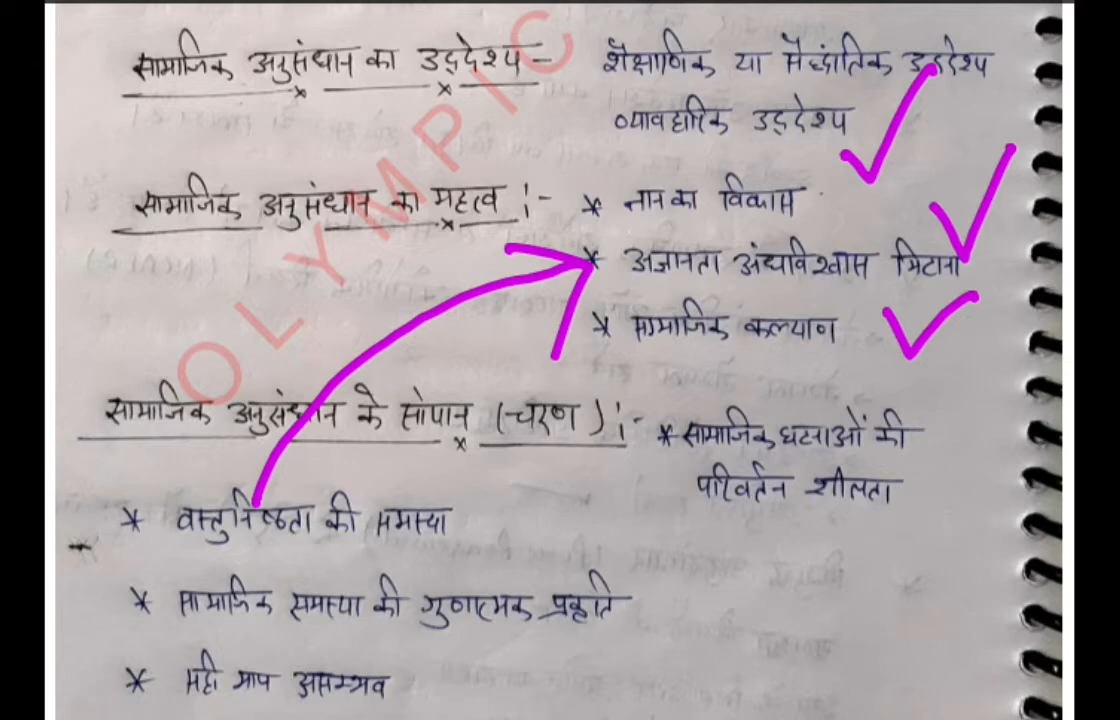 सामाजिक अनुसंधान का उद्देश्य - शैक्षाणिक या सैद्धांतिक उद्देश्य
व्यावहारिक उद्देश्य
सामाजिक अनुसंधान का महत्व :- * ज्ञान का विकास
* अज्ञानता अंधविश्वास मिटाना
* सामाजिक कल्याण
सामाजिक अनुसंधान के सोपान (चरण) :- * सामाजिक घटनाओं की
परिवर्तन शीलता
* वस्तुनिष्ठता की समस्या
* सामाजिक समस्या की गुणात्मक प्रकृति
* सही माप असम्भव
OLYMPIC